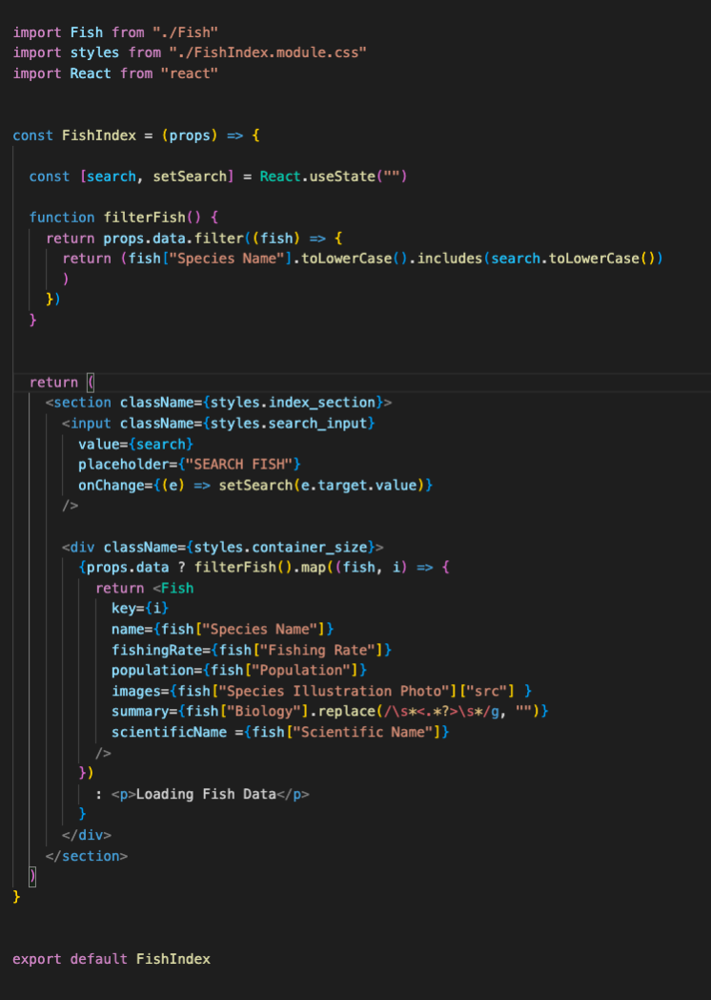 import Fish from "./Fish"
import styles from "./FishIndex.module.css"
import React from "react"
const FishIndex = (props) => {
const [search, setSearch] = React.useState("")
function filterFish() {
return props.data.filter((fish) => {
return (fish["Species Name"].toLowerCase().includes(search.toLowerCase())
)
})
}
return (
<section className={styles.index_section}>
<input className={styles.search_input}
value={search}
placeholder={"SEARCH FISH"}
onChange={(e) => setSearch(e.target.value)}
/>
<div className={styles.container_size}>
{props.data ? filterFish().map((fish, i) => {
return <Fish
key={i}
name={fish["Species Name"]}
fishingRate={fish["Fishing Rate"]}
population={fish["Population"]}
images={fish["Species Illustration Photo"]["src"] }
summary={fish["Biology"].replace(/\s*<.*?>\s*/g, "")}
scientificName ={fish["Scientific Name"]}
/>
})
: <p>Loading Fish Data</p>
}
</div>
</section>
)
}
export default FishIndex